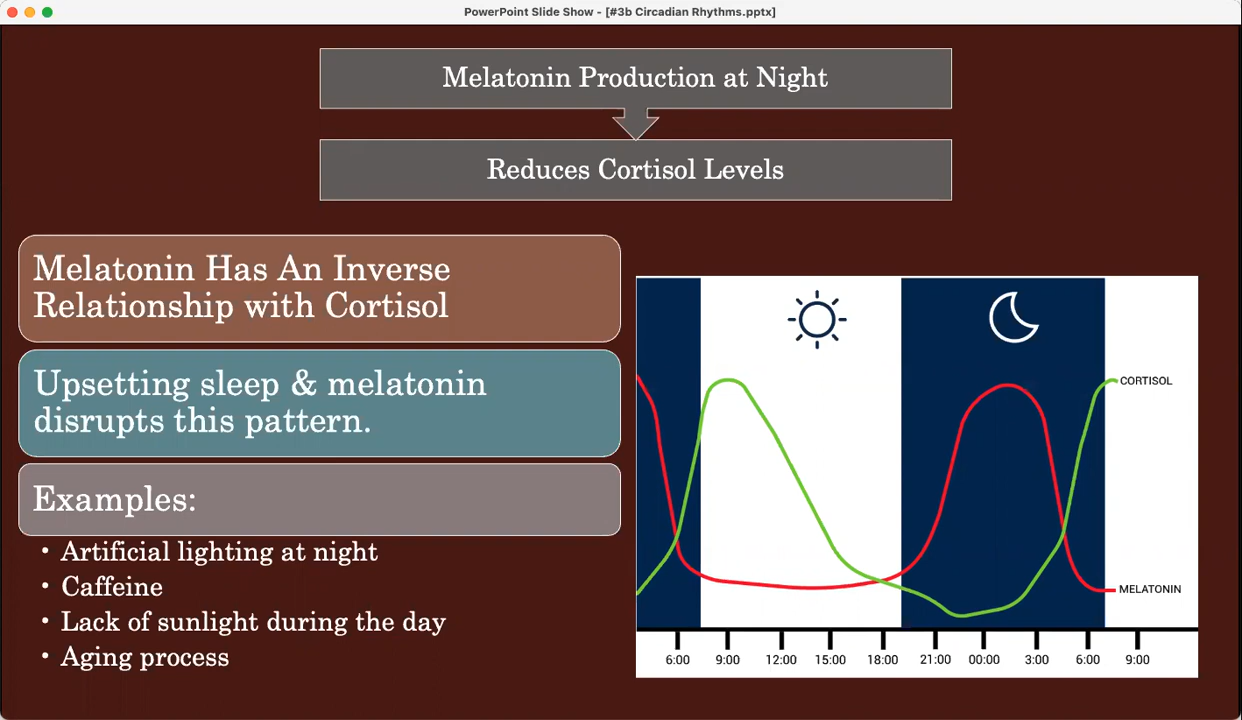 PowerPoint Slide Show - [#3b Circadian Rhythms.pptx]
Melatonin Production at Night
Reduces Cortisol Levels
Melatonin Has An Inverse
Relationship with Cortisol
Upsetting sleep & melatonin
disrupts this pattern.
Examples:
• Artificial lighting at night
• Caffeine
• Lack of sunlight during the day
• Aging process
CORTISOL
MELATONIN
6:00 9:00 12:00 15:00 18:00 21:00 00:00 3:00 6:00 9:00